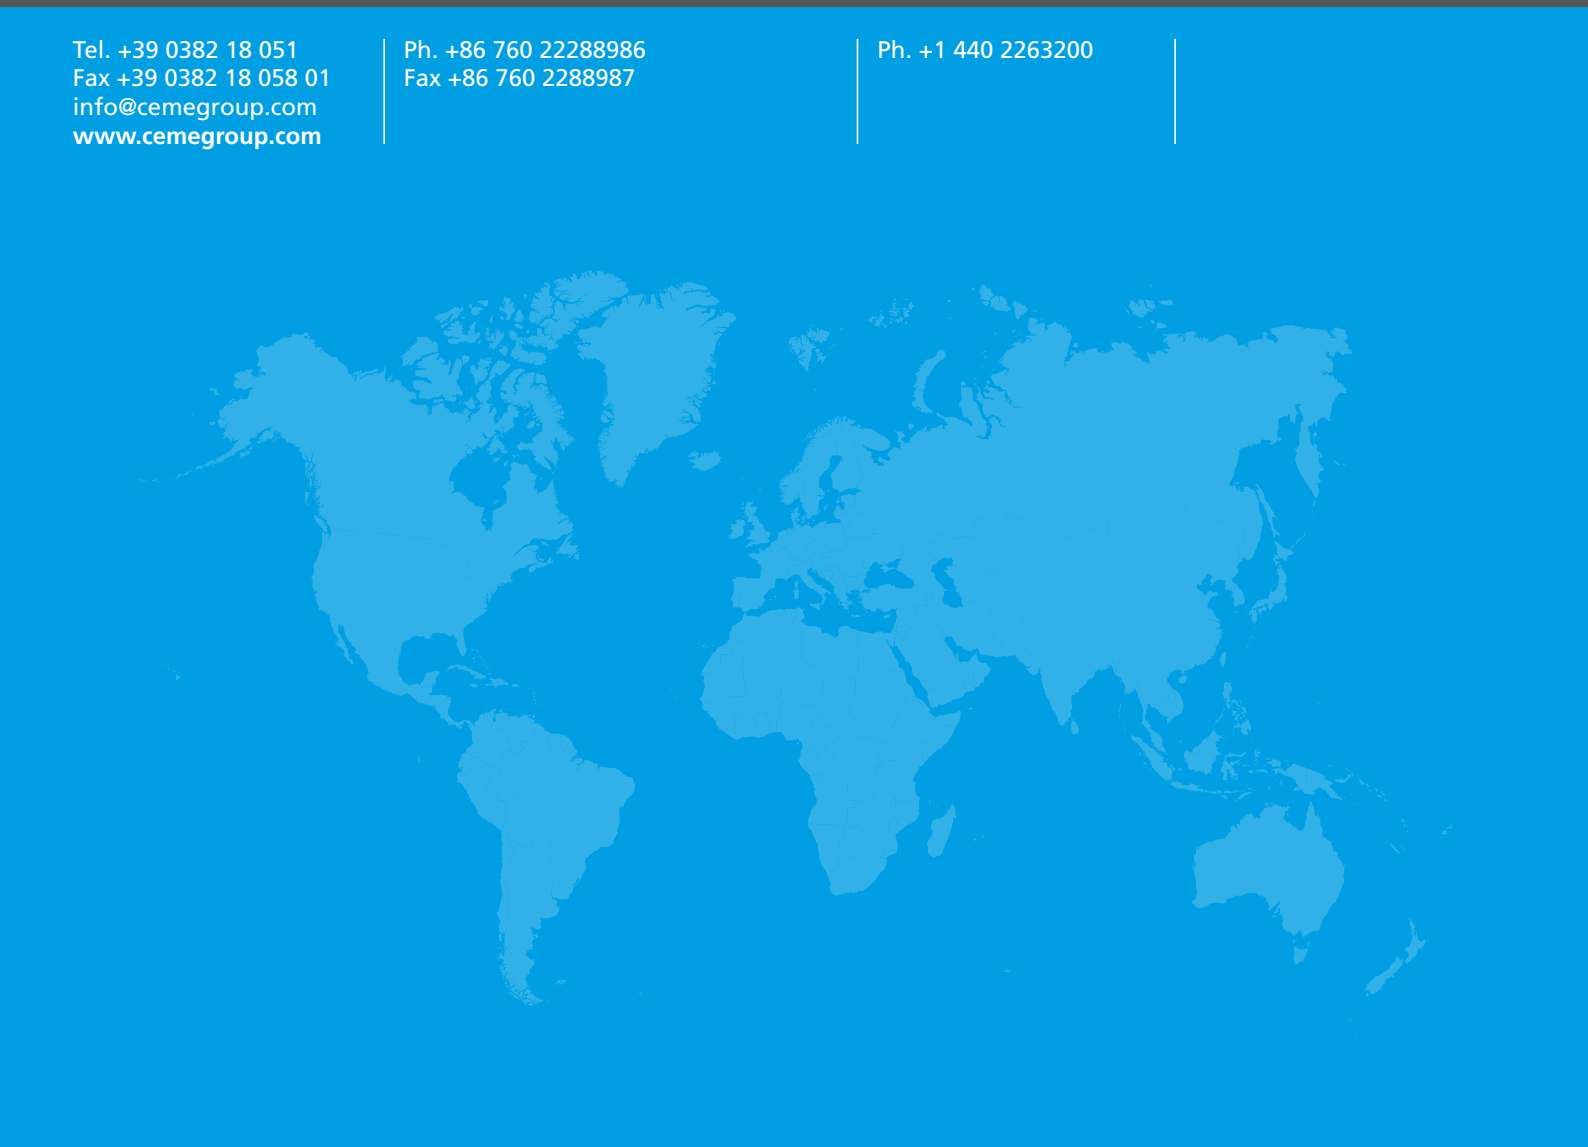 Tel. +39 0382 18 051
Fax +39 0382 18 058 01
info@cemegroup.com
www.cemegroup.com
Ph. +86 760 22288986
Fax +86 760 2288987
Ph. +1 440 2263200